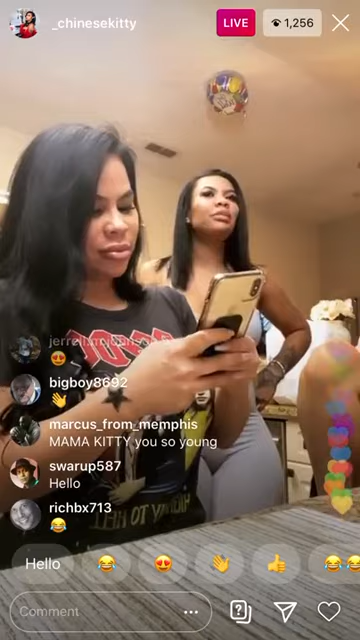 _chinesekitty
LIVE
1,256
bigboy8692
marcus_from_memphis
MAMA KITTY you so young
swarup587
Hello
richbx713
Hello
Comment